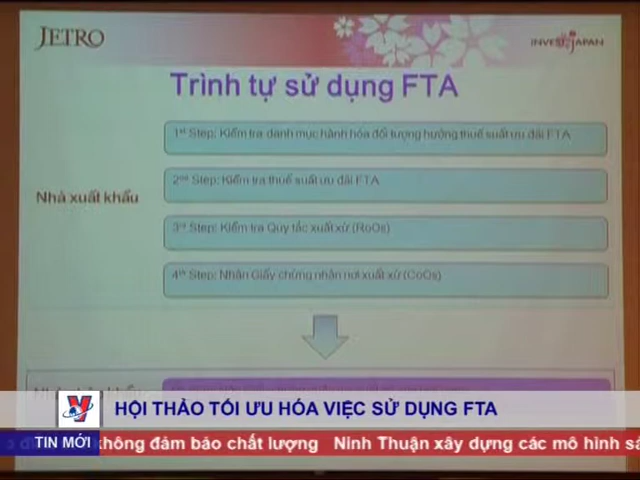 JETRO
INVEST JAPAN
Trình tự sử dụng FTA
1st Step: Kiểm tra danh mục hành hóa đối tượng hưởng thuế suất ưu đãi FTA
Nhà xuất khẩu
2nd Step: Kiểm tra thuế suất ưu đãi FTA
3rd Step: Kiểm tra Quy tắc xuất xứ (RoOs)
4th Step: Nhận Giấy chứng nhận nơi xuất xứ (CoOs)
HỘI THẢO TỐI ƯU HÓA VIỆC SỬ DỤNG FTA
TIN MỚI không đảm bảo chất lượng Ninh Thuận xây dựng các mô hình